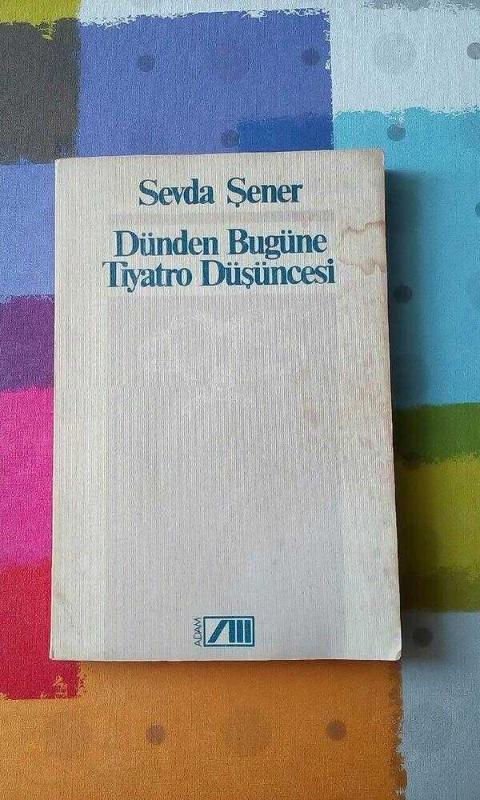 Sevda Şener
Dünden Bugüne
Tiyatro Düşüncesi
ADAM